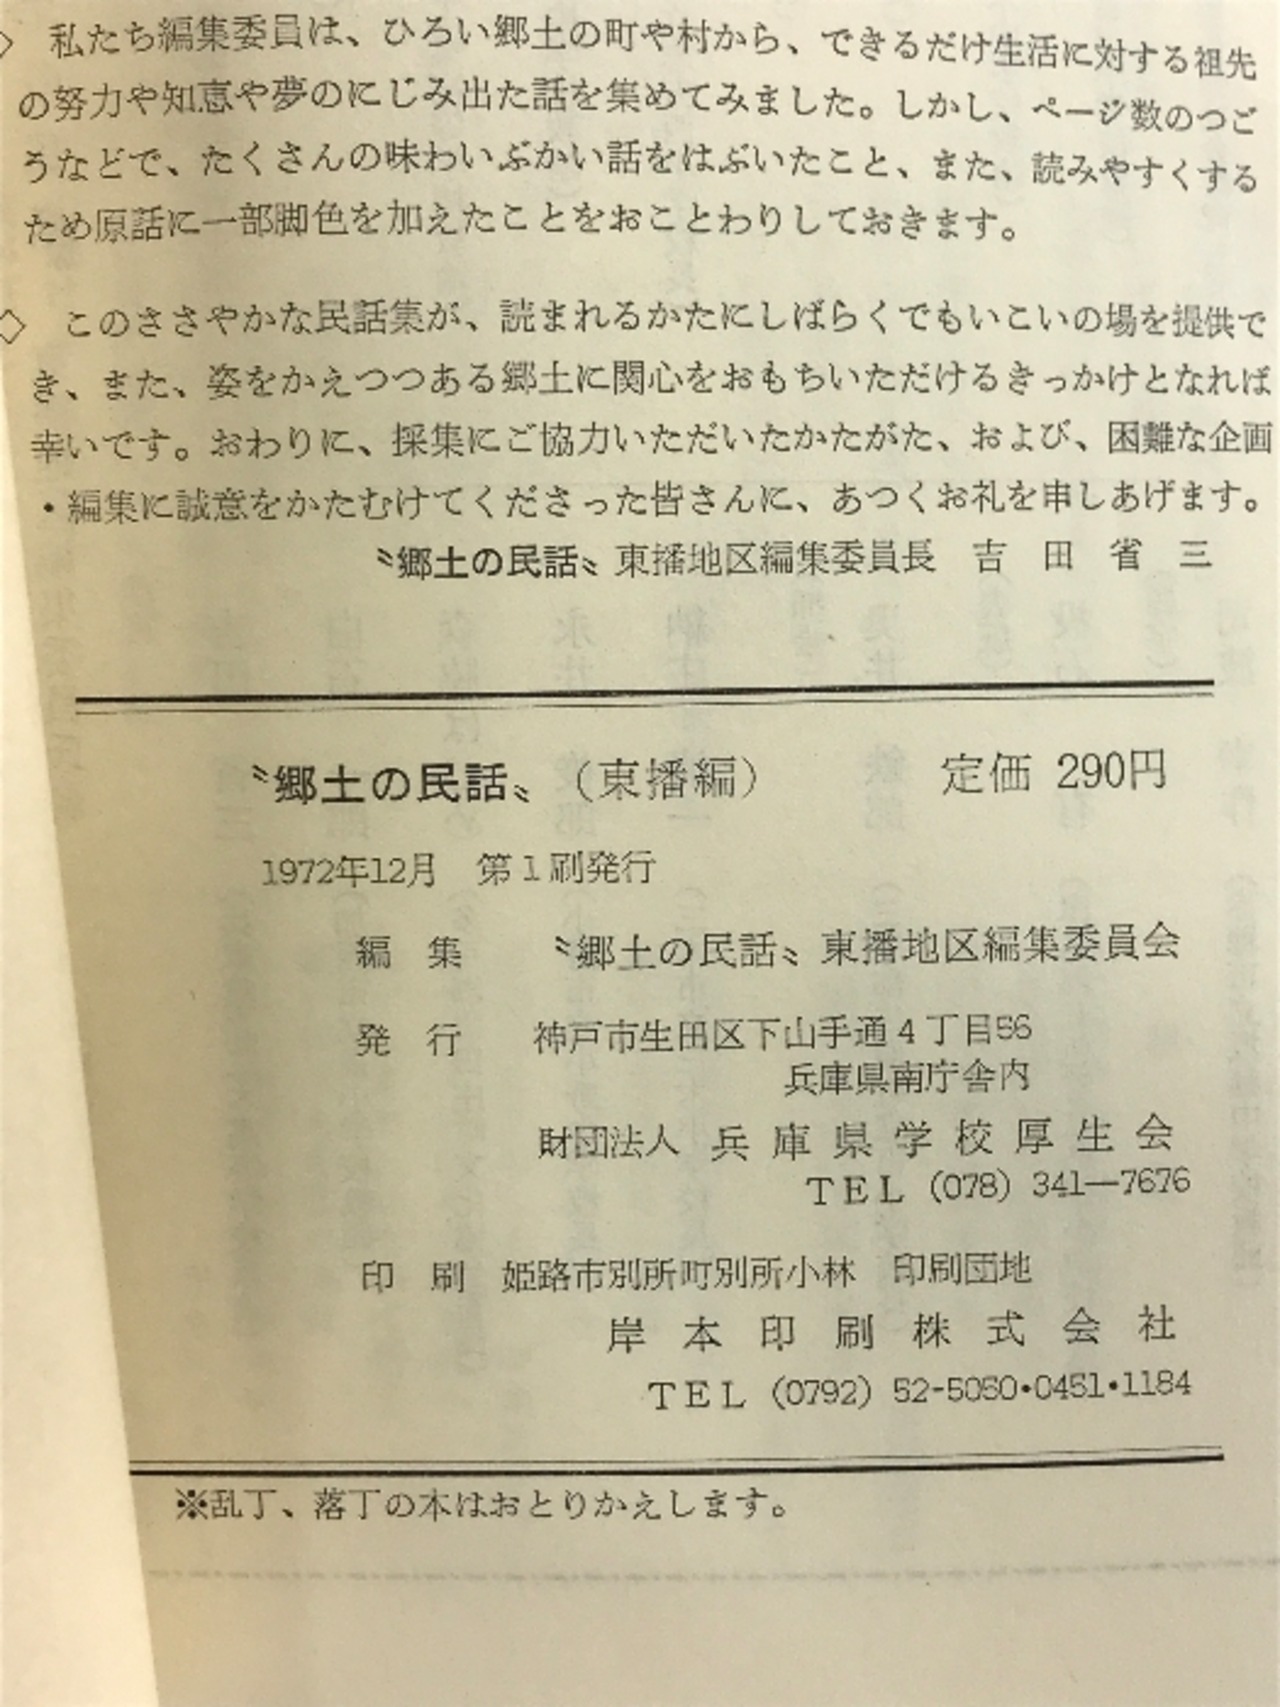 ◇　私たち編集委員は、ひろい郷土の町や村から、できるだけ生活に対する祖先
の努力や知恵や夢のにじみ出た話を集めてみました。しかし、ページ数のつご
うなどで、たくさんの味わいぶかい話をはぶいたこと、また、読みやすくする
ため原話に一部脚色を加えたことをおことわりしておきます。
◇　このささやかな民話集が、読まれるかたにしばらくでもいこいの場を提供で
き、また、姿をかえつつある郷土に関心をおもちいただけるきっかけとなれば
幸いです。おわりに、採集にご協力いただいたかたがた、および、困難な企画
・編集に誠意をかたむけてくださった皆さんに、あつくお礼を申しあげます。
〝郷土の民話〟東播地区編集委員長　吉　田　省　三
〝郷土の民話〟（東播編）　定価 290円
1972年12月　第１刷発行
編　集　〝郷土の民話〟東播地区編集委員会
発　行　神戸市生田区下山手通４丁目56
兵庫県南庁舎内
財団法人　兵庫県学校厚生会
ＴＥＬ（078）341—7676
印　刷　姫路市別所町別所小林　印刷団地
岸本印刷株式会社
ＴＥＬ（0792）52-5050・0451・1184
※乱丁、落丁の本はおとりかえします。